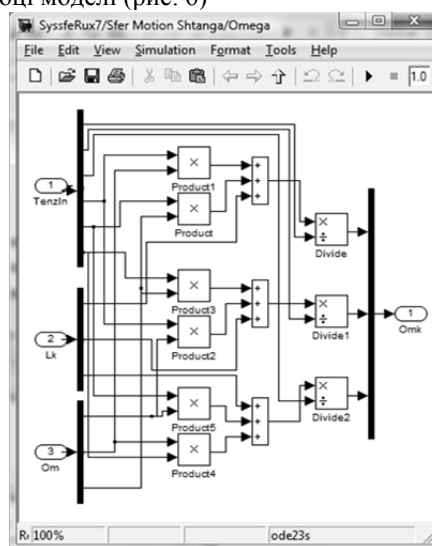 оці моделі (рис. 6)
SyssfeRux7/Sfer Motion Shtanga/Omega
File Edit View Simulation Format Tools Help
1.0
1
TenzIn
2
Lk
3
Om
×
Product1
×
Product
×
Product3
×
Product2
×
Product5
×
Product4
+
+
+
+
+
+
+
+
+
×
÷
Divide
×
÷
Divide1
×
÷
Divide2
1
Omk
100%
ode23s